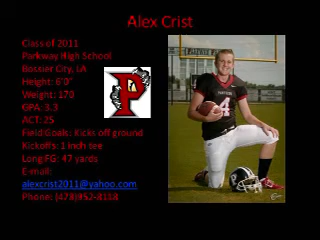 Alex Crist
Class of 2011
Parkway High School
Bossier City, LA
Height: 6'0"
Weight: 170
GPA: 3.3
ACT: 25
Field Goals: Kicks off ground
Kickoffs: 1 inch tee
Long FG: 47 yards
E-mail:
alexcrist2011@yahoo.com
Phone: (478)952-8118
P
4